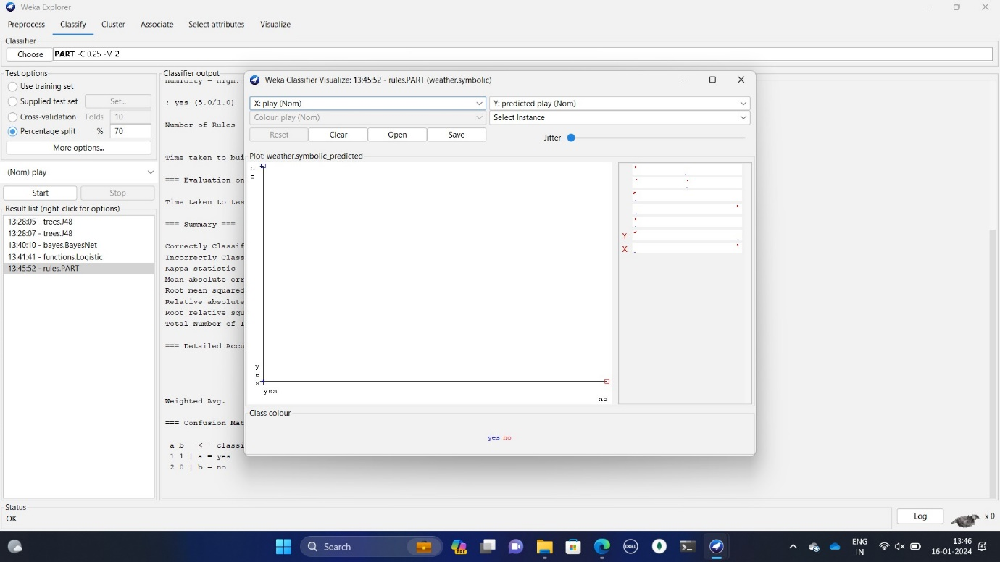 Weka Explorer
Preprocess Classify Cluster Associate Select attributes Visualize
Classifier
Choose PART -C 0.25 -M 2
Test options
Use training set
Supplied test set Set...
Cross-validation Folds 10
Percentage split % 70
More options...
(Nom) play
Start Stop
Result list (right-click for options)
13:28:05 - trees.J48
13:28:07 - trees.J48
13:40:10 - bayes.BayesNet
13:41:41 - functions.Logistic
13:45:52 - rules.PART
Classifier output
humidity = high:
: yes (5.0/1.0)
Number of Rules
Time taken to bui
=== Evaluation on
Time taken to tes
=== Summary ===
Correctly Classif
Incorrectly Class
Kappa statistic
Mean absolute err
Root mean squared
Relative absolute
Root relative squ
Total Number of I
=== Detailed Accu
Weighted Avg.
=== Confusion Mat
a b <-- classi
1 1 | a = yes
2 0 | b = no
Weka Classifier Visualize: 13:45:52 - rules.PART (weather.symbolic)
X: play (Nom) Y: predicted play (Nom)
Colour: play (Nom) Select Instance
Reset Clear Open Save Jitter
Plot: weather.symbolic_predicted
no
yes
yes
no
Y
X
Class colour
yes no
Status
OK
Log x 0
Search
PRE
DELL
ENG
IN
13:46
16-01-2024